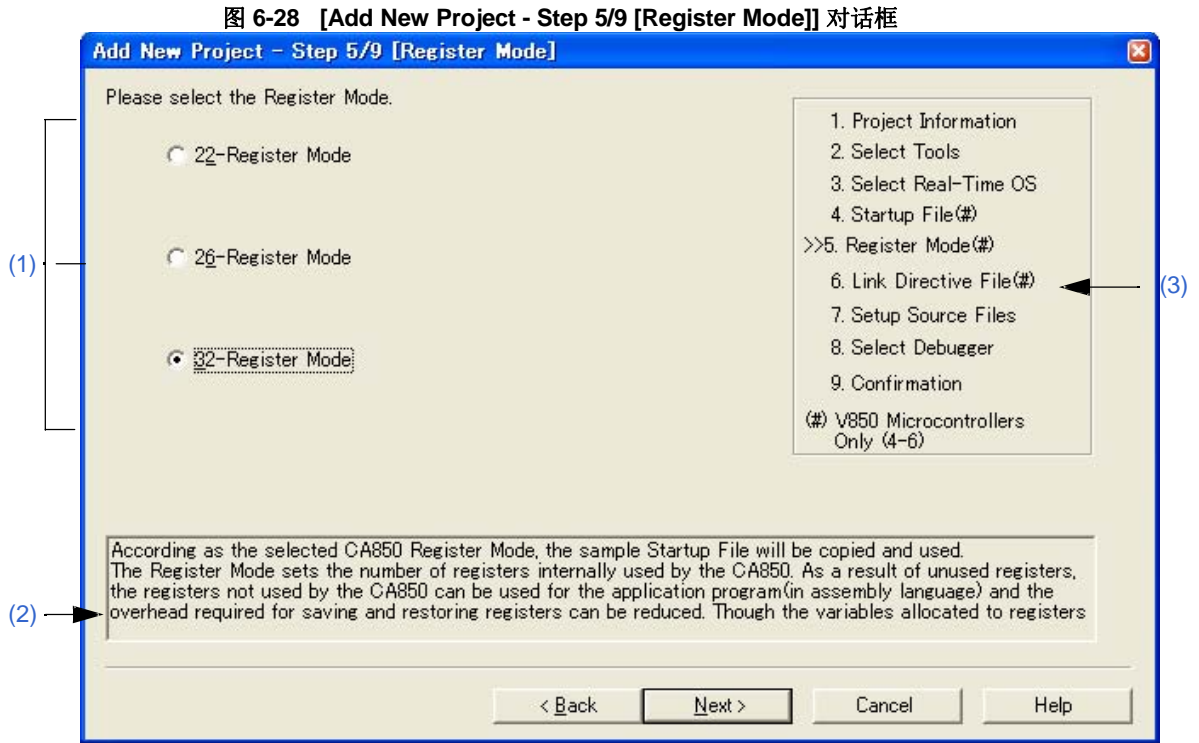 图 6-28 [Add New Project - Step 5/9 [Register Mode]] 对话框
Add New Project - Step 5/9 [Register Mode]
Please select the Register Mode.
(1)
22-Register Mode
26-Register Mode
32-Register Mode
1. Project Information
2. Select Tools
3. Select Real-Time OS
4. Startup File(#)
>>5. Register Mode(#)
6. Link Directive File(#)
7. Setup Source Files
8. Select Debugger
9. Confirmation
(#) V850 Microcontrollers
Only (4-6)
(3)
(2)
According as the selected CA850 Register Mode, the sample Startup File will be copied and used.
The Register Mode sets the number of registers internally used by the CA850. As a result of unused registers,
the registers not used by the CA850 can be used for the application program(in assembly language) and the
overhead required for saving and restoring registers can be reduced. Though the variables allocated to registers
< Back
Next >
Cancel
Help